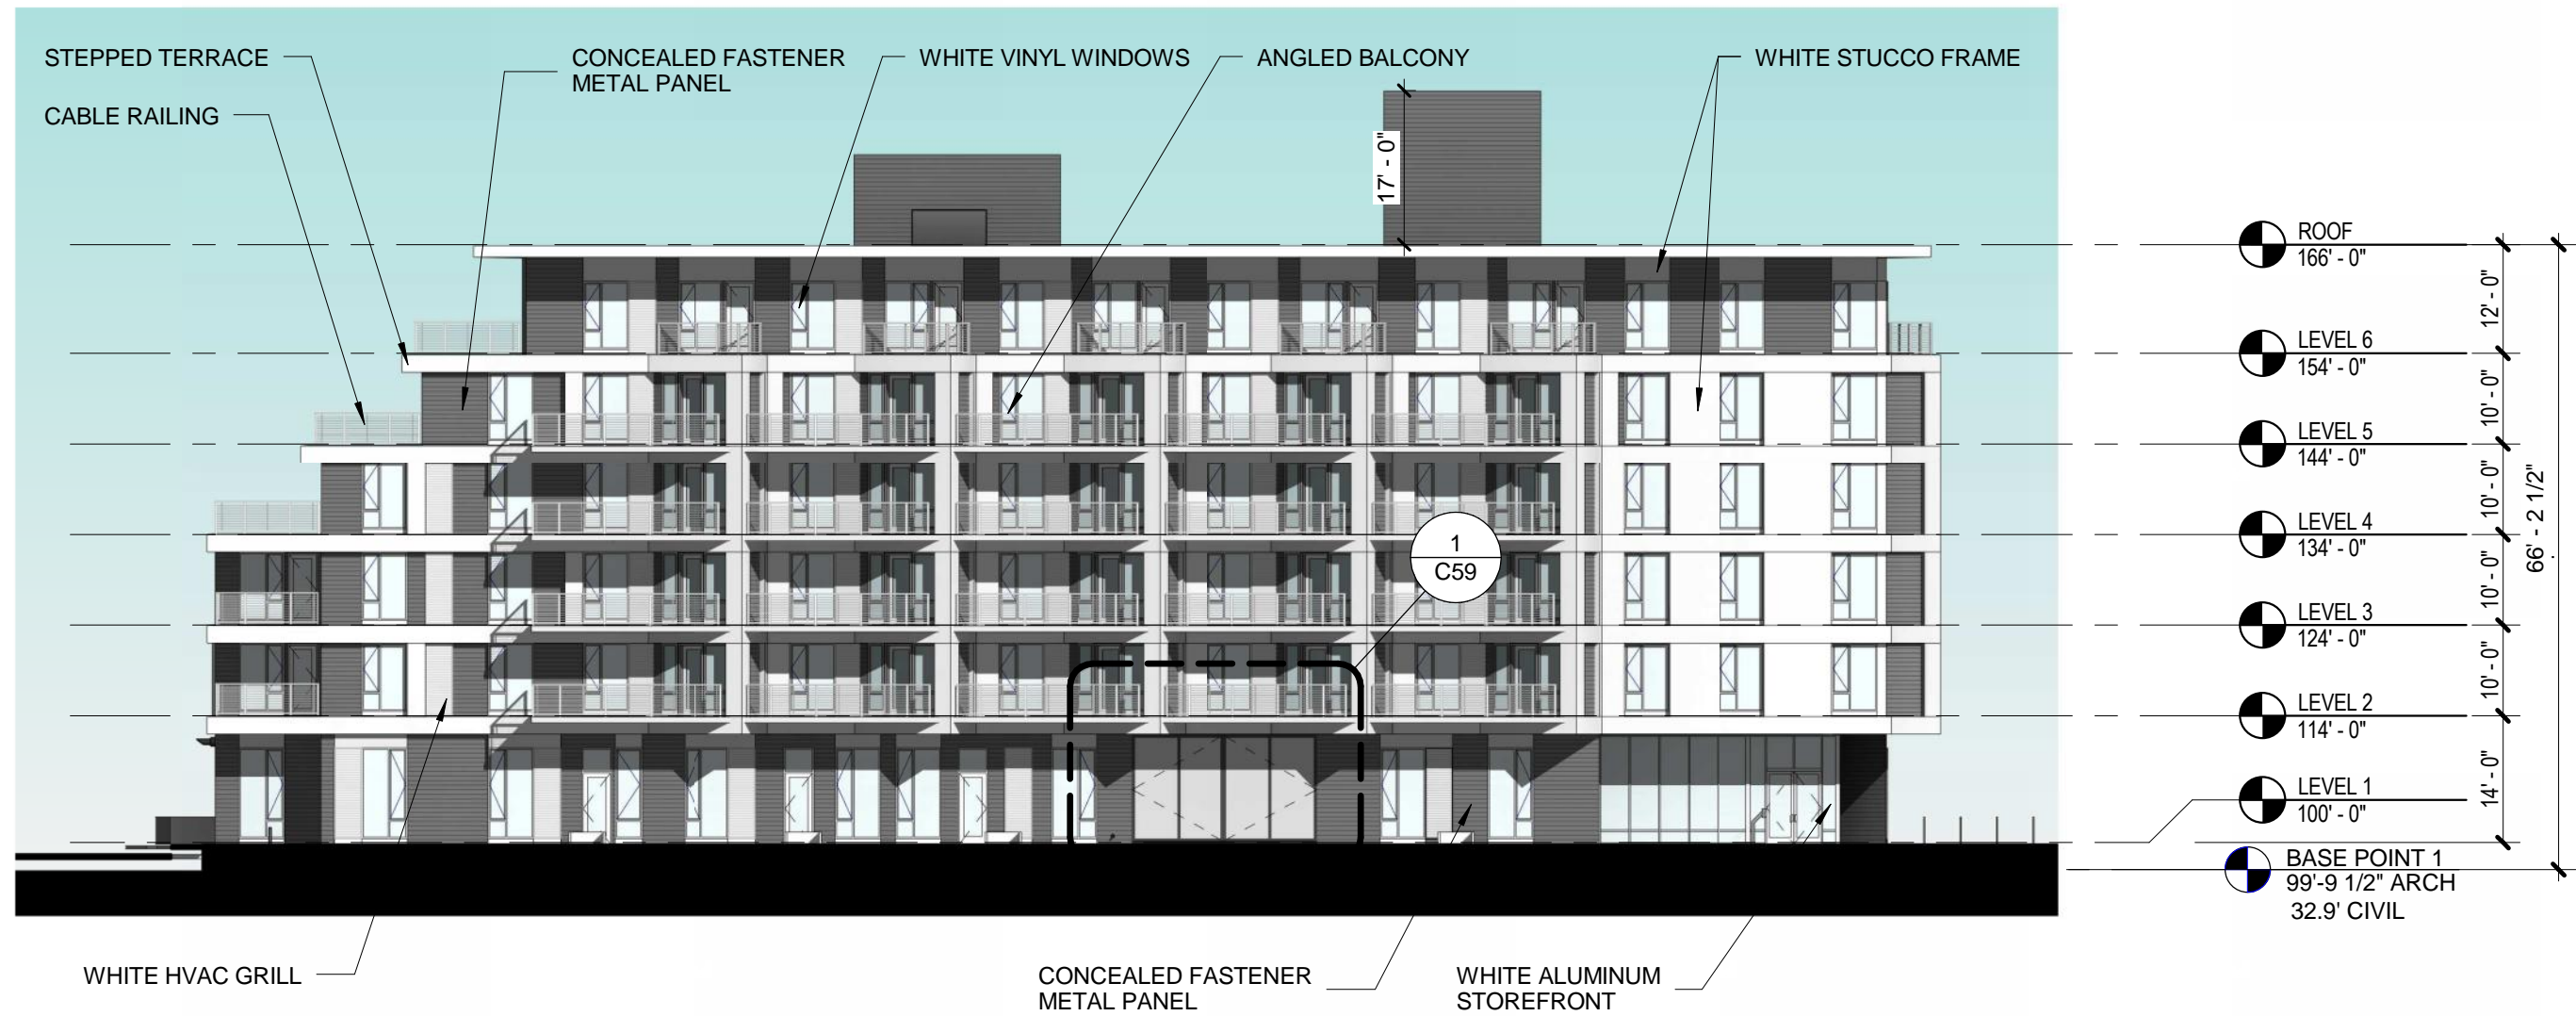 STEPPED TERRACE
CABLE RAILING
CONCEALED FASTENER
METAL PANEL
WHITE VINYL WINDOWS
ANGLED BALCONY
WHITE STUCCO FRAME
17' - 0"
ROOF
166' - 0"
12' - 0"
LEVEL 6
154' - 0"
10' - 0"
LEVEL 5
144' - 0"
10' - 0"
LEVEL 4
134' - 0"
10' - 0"
LEVEL 3
124' - 0"
10' - 0"
LEVEL 2
114' - 0"
14' - 0"
LEVEL 1
100' - 0"
66' - 2 1/2"
BASE POINT 1
99'-9 1/2" ARCH
32.9' CIVIL
1
C59
WHITE HVAC GRILL
CONCEALED FASTENER
METAL PANEL
WHITE ALUMINUM
STOREFRONT